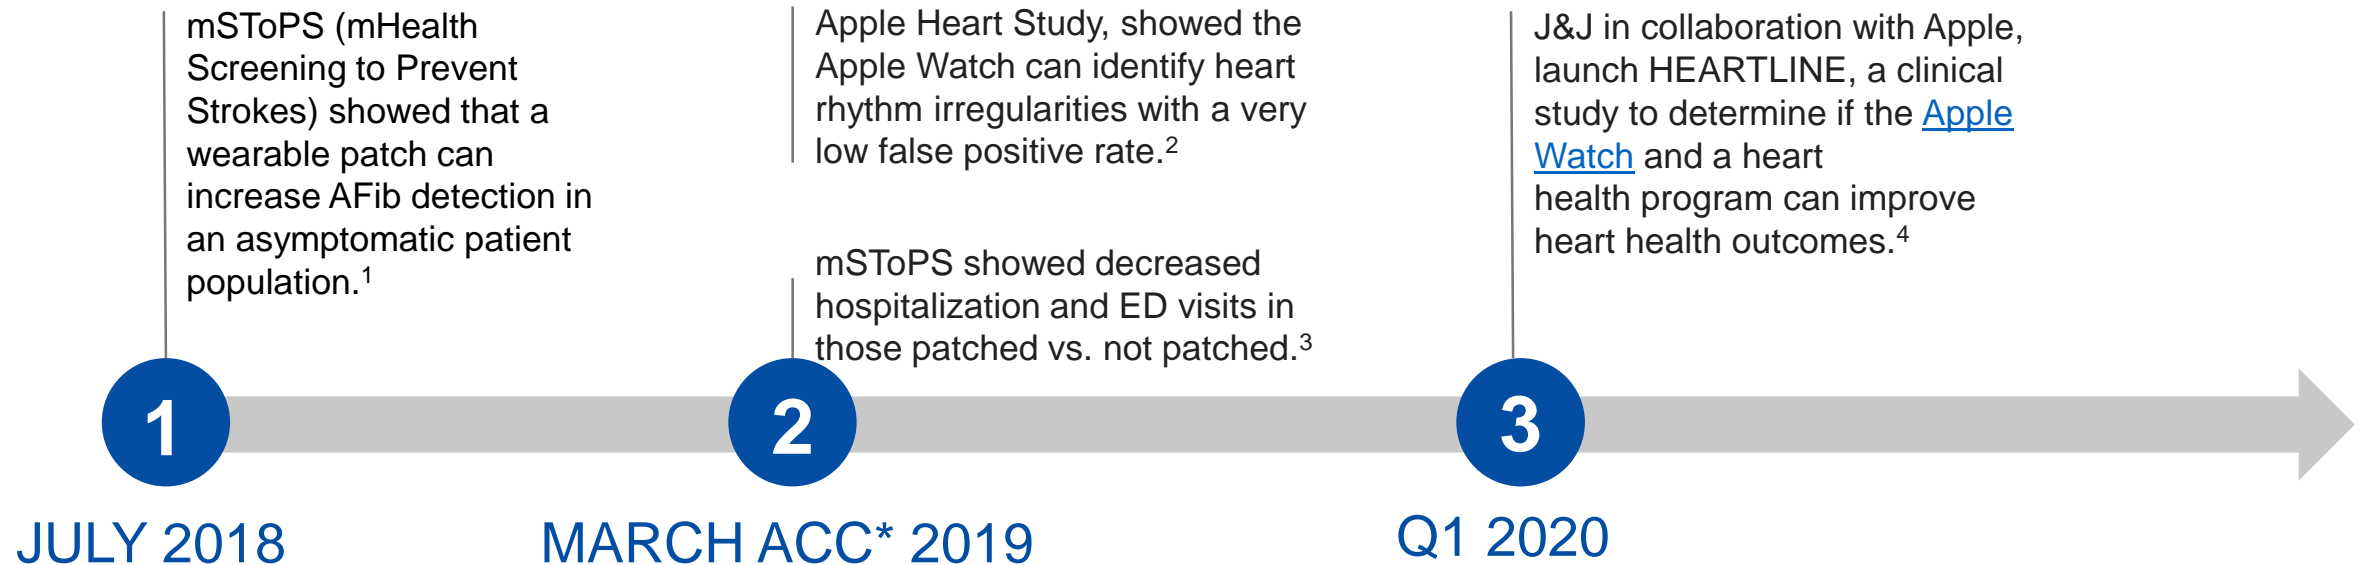 mSToPS (mHealth
Screening to Prevent
Strokes) showed that a
wearable patch can
increase AFib detection in
an asymptomatic patient
population.1
Apple Heart Study, showed the
Apple Watch can identify heart
rhythm irregularities with a very
low false positive rate.2
mSToPS showed decreased
hospitalization and ED visits in
those patched vs. not patched.3
J&J in collaboration with Apple,
launch HEARTLINE, a clinical
study to determine if the Apple
Watch and a heart
health program can improve
heart health outcomes.4
1
2
3
JULY 2018
MARCH ACC* 2019
Q1 2020